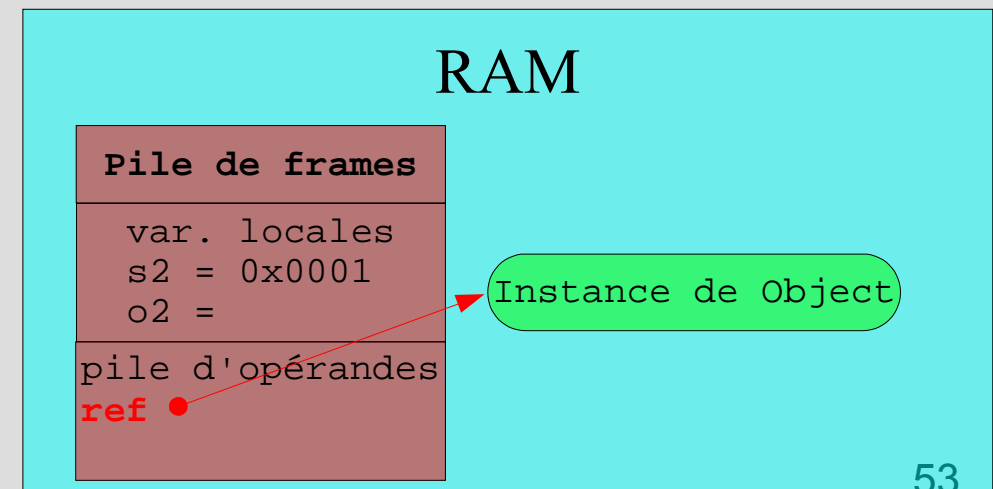 RAM
Pile de frames
var. locales
s2 = 0x0001
o2 =
Instance de Object
pile d'opérandes
ref
53